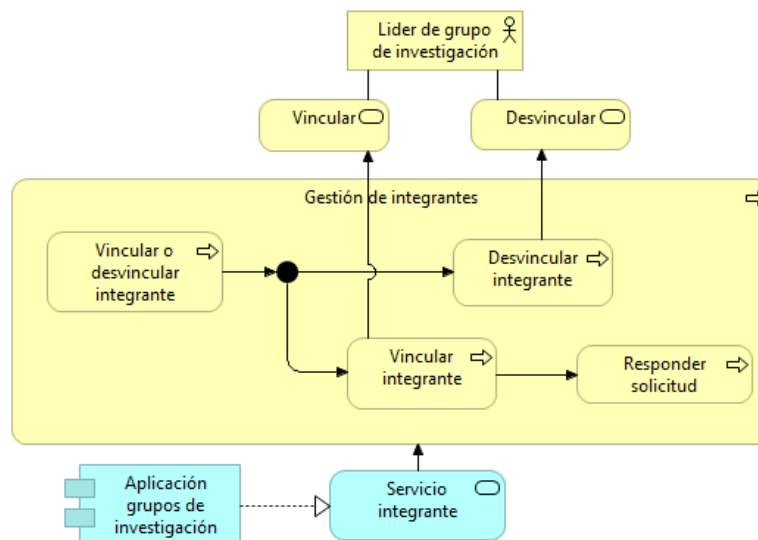 Lider de grupo
de investigación
Vincular
Desvincular
Gestión de integrantes
Vincular o
desvincular
integrante
Desvincular
integrante
Vincular
integrante
Responder
solicitud
Aplicación
grupos de
investigación
Servicio
integrante